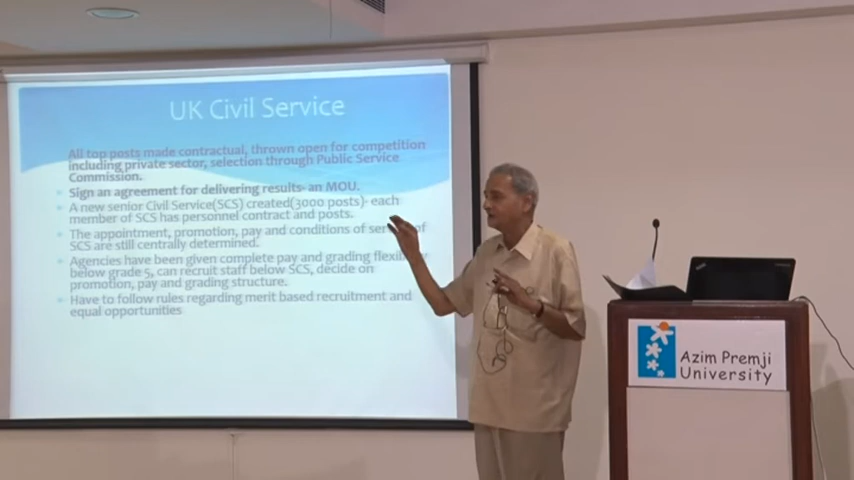 UK Civil Service
All top posts made contractual, thrown open for competition
including private sector, selection through Public Service
Commission.
Sign an agreement for delivering results- an MOU.
A new senior Civil Service(SCS) created(3000 posts)- each
member of SCS has personnel contract and posts.
The appointment, promotion, pay and conditions of service of
SCS are still centrally determined.
Agencies have been given complete pay and grading
below grade 5, can recruit staff below SCS, decide on
promotion, pay and grading structure.
Have to follow rules regarding merit based recruitment and
equal opportunities
Azim Premji
University